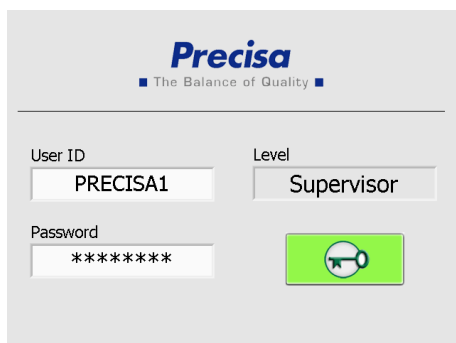 Precisa
The Balance of Quality
User ID
PRECISA1
Level
Supervisor
Password
********